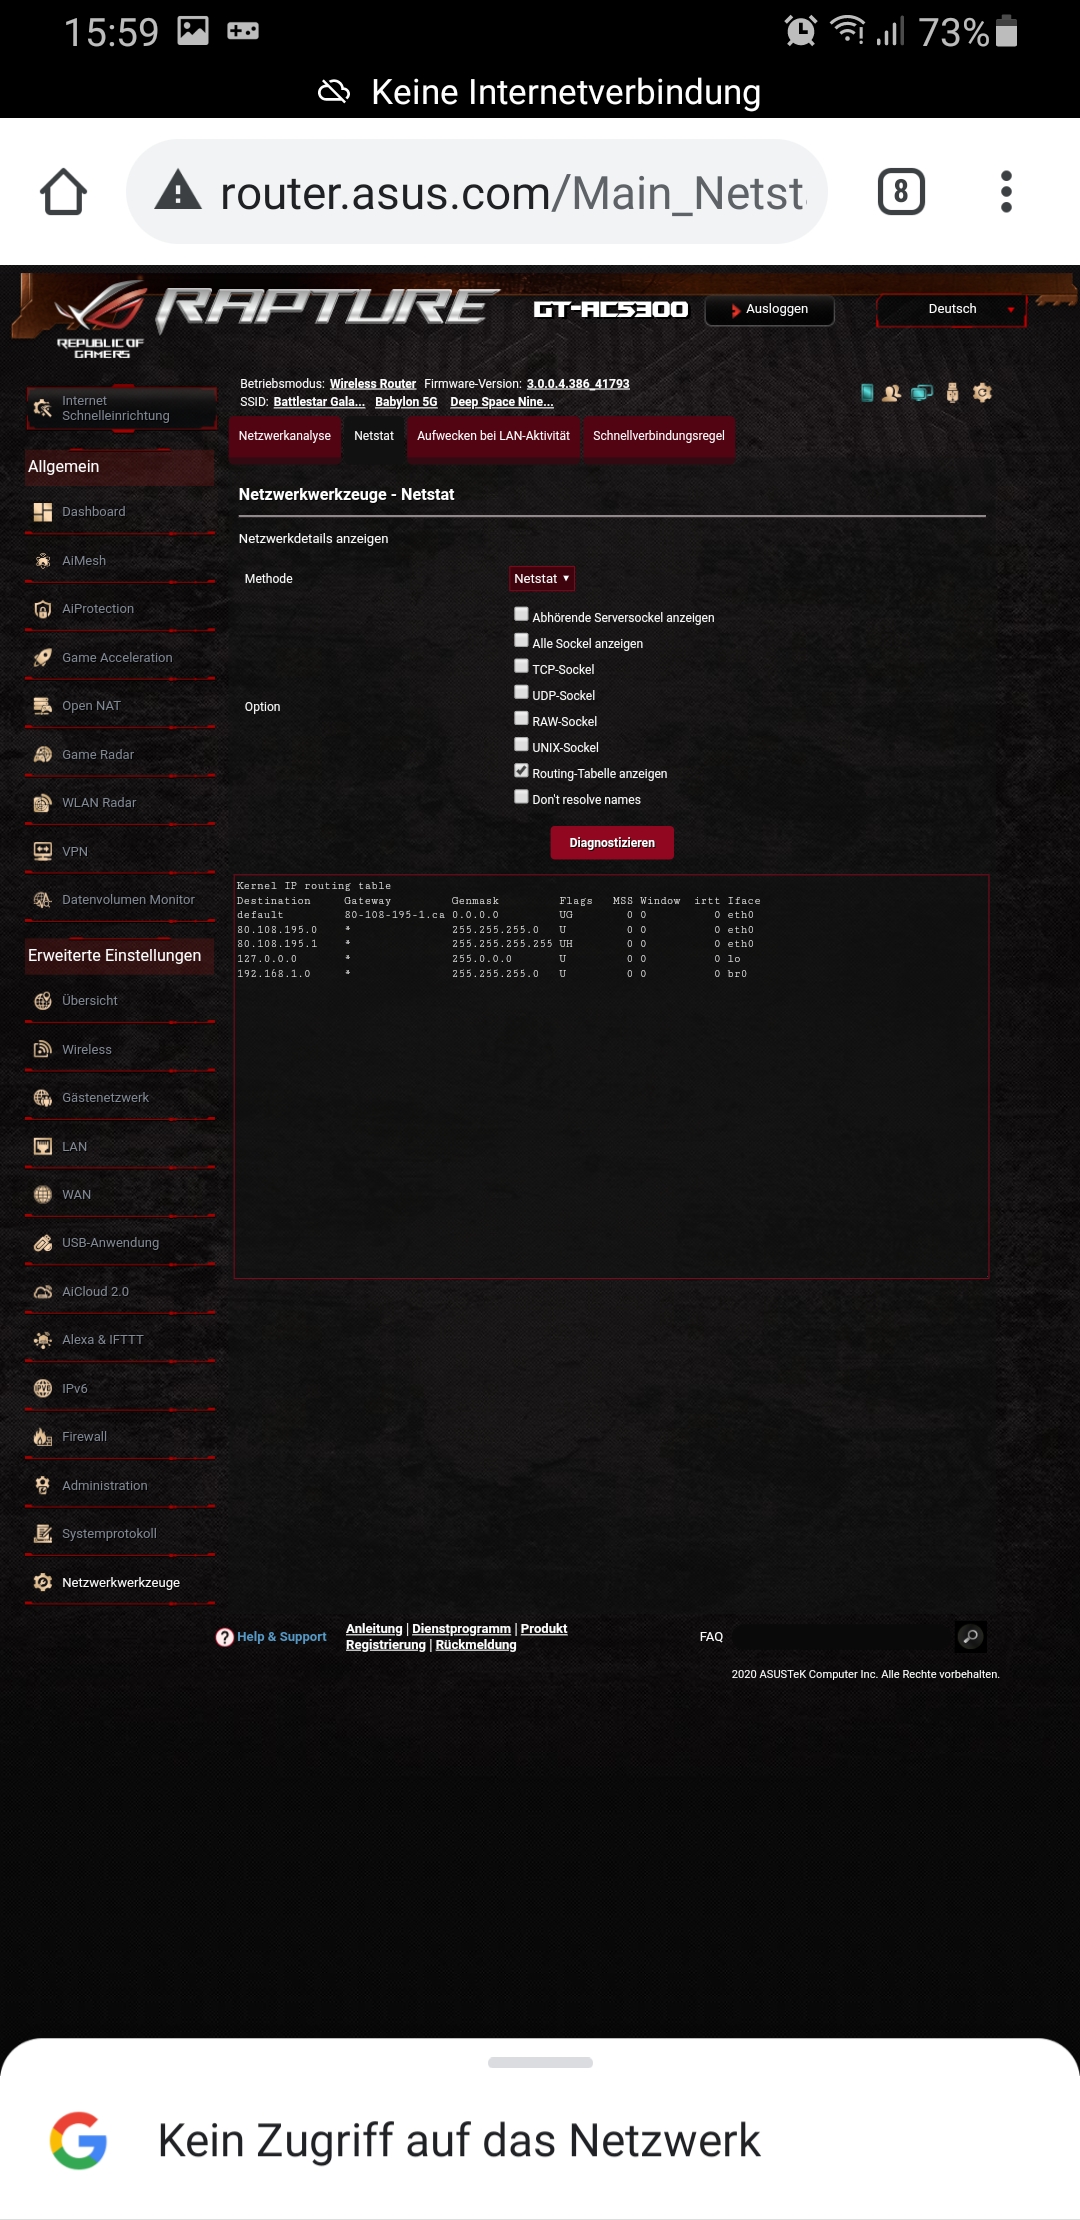 15:59
73%
Keine Internetverbindung
router.asus.com/Main_Netst
8
RAPTURE
REPUBLIC OF
GAMERS
GT-AC5300
Ausloggen
Deutsch
Betriebsmodus: Wireless Router Firmware-Version: 3.0.0.4.386_41793
SSID: Battlestar Gala... Babylon 5G Deep Space Nine...
Internet
Schnelleinrichtung
Netzwerkanalyse Netstat Aufwecken bei LAN-Aktivität Schnellverbindungsregel
Allgemein
Dashboard
AiMesh
AiProtection
Game Acceleration
Open NAT
Game Radar
WLAN Radar
VPN
Datenvolumen Monitor
Erweiterte Einstellungen
Übersicht
Wireless
Gästenetzwerk
LAN
WAN
USB-Anwendung
AiCloud 2.0
Alexa & IFTTT
IPv6
Firewall
Administration
Systemprotokoll
Netzwerkwerkzeuge
Netzwerkwerkzeuge - Netstat
Netzwerkdetails anzeigen
Methode Netstat
Option
Abhörende Serversockel anzeigen
Alle Sockel anzeigen
TCP-Sockel
UDP-Sockel
RAW-Sockel
UNIX-Sockel
Routing-Tabelle anzeigen
Don't resolve names
Diagnostizieren
Kernel IP routing table
Destination Gateway Genmask Flags MSS Window irtt Iface
default 80-108-195-1.ca 0.0.0.0 UG 0 0 0 eth0
80.108.195.0 * 255.255.255.0 U 0 0 0 eth0
80.108.195.1 * 255.255.255.255 UH 0 0 0 eth0
127.0.0.0 * 255.0.0.0 U 0 0 0 lo
192.168.1.0 * 255.255.255.0 U 0 0 0 br0
Help & Support
Anleitung | Dienstprogramm | Produkt
Registrierung | Rückmeldung
FAQ
2020 ASUSTeK Computer Inc. Alle Rechte vorbehalten.
Kein Zugriff auf das Netzwerk